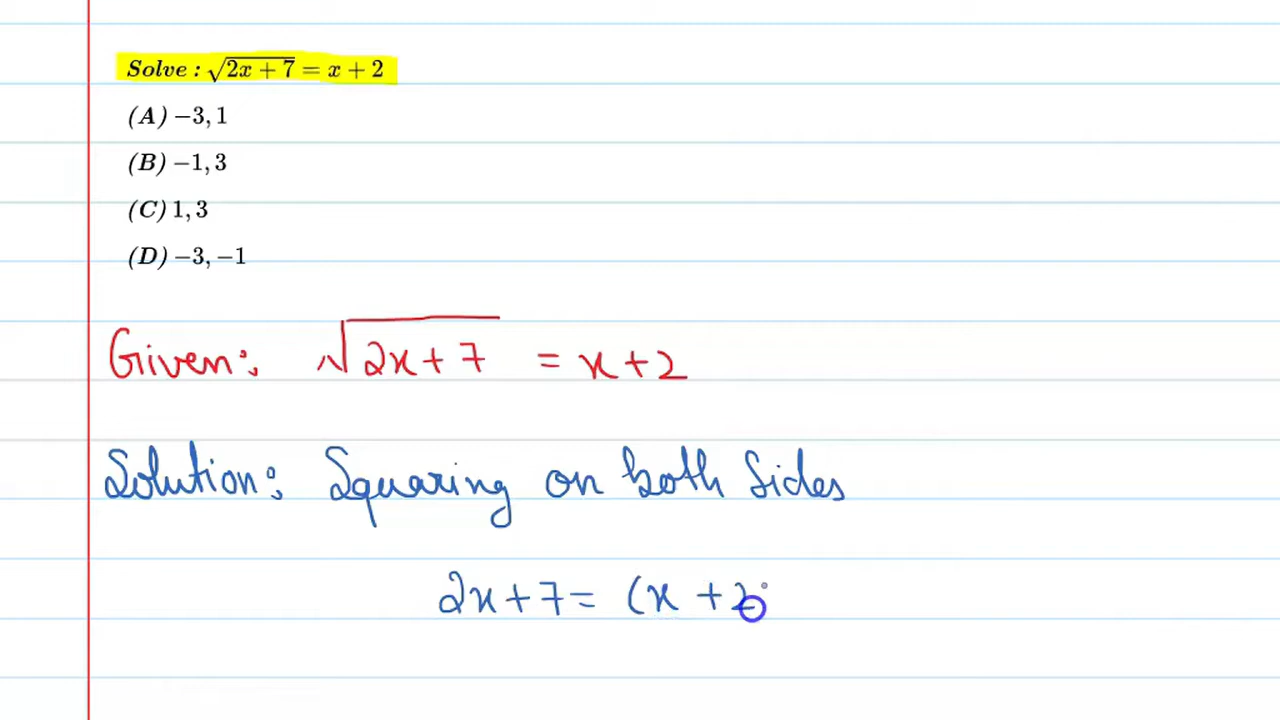 Solve : √2x + 7 = x + 2
(A) −3, 1
(B) −1, 3
(C) 1, 3
(D) −3, −1
Given: √2x + 7 = x + 2
Solution: Squaring on both Sides
2x + 7 = (x + 2